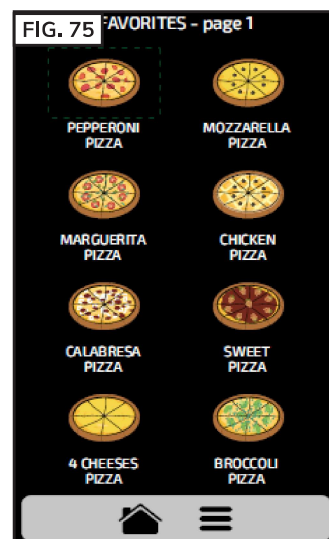 FIG. 75
FAVORITES - page 1
PEPPERONI
PIZZA
MOZZARELLA
PIZZA
MARGUERITA
PIZZA
CHICKEN
PIZZA
CALABRESA
PIZZA
SWEET
PIZZA
4 CHEESES
PIZZA
BROCCOLI
PIZZA